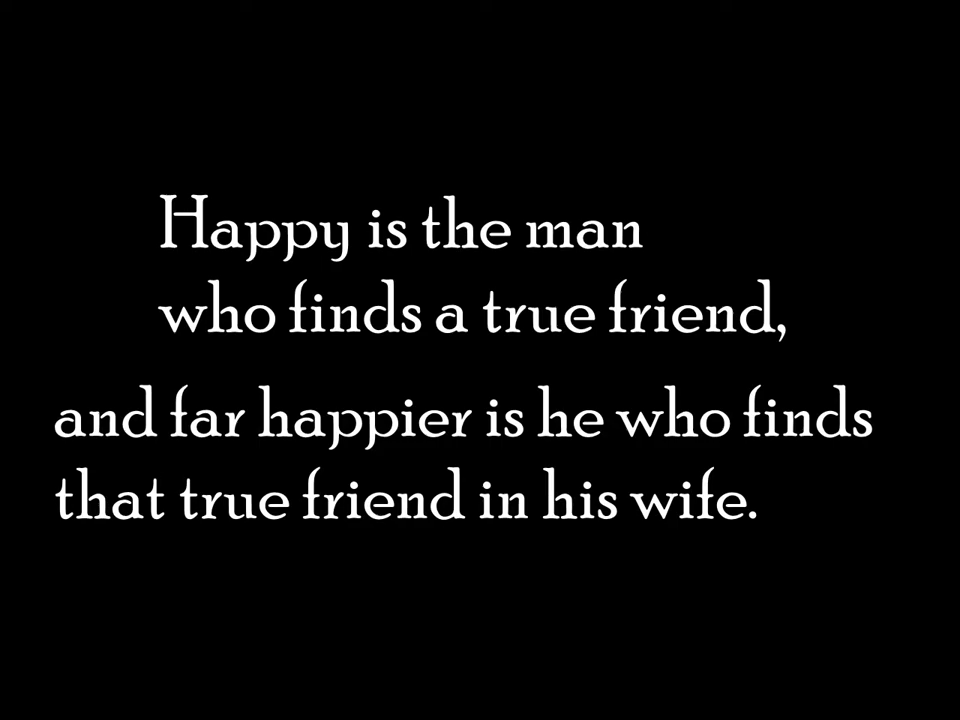 Happy is the man
who finds a true friend,
and far happier is he who finds
that true friend in his wife.